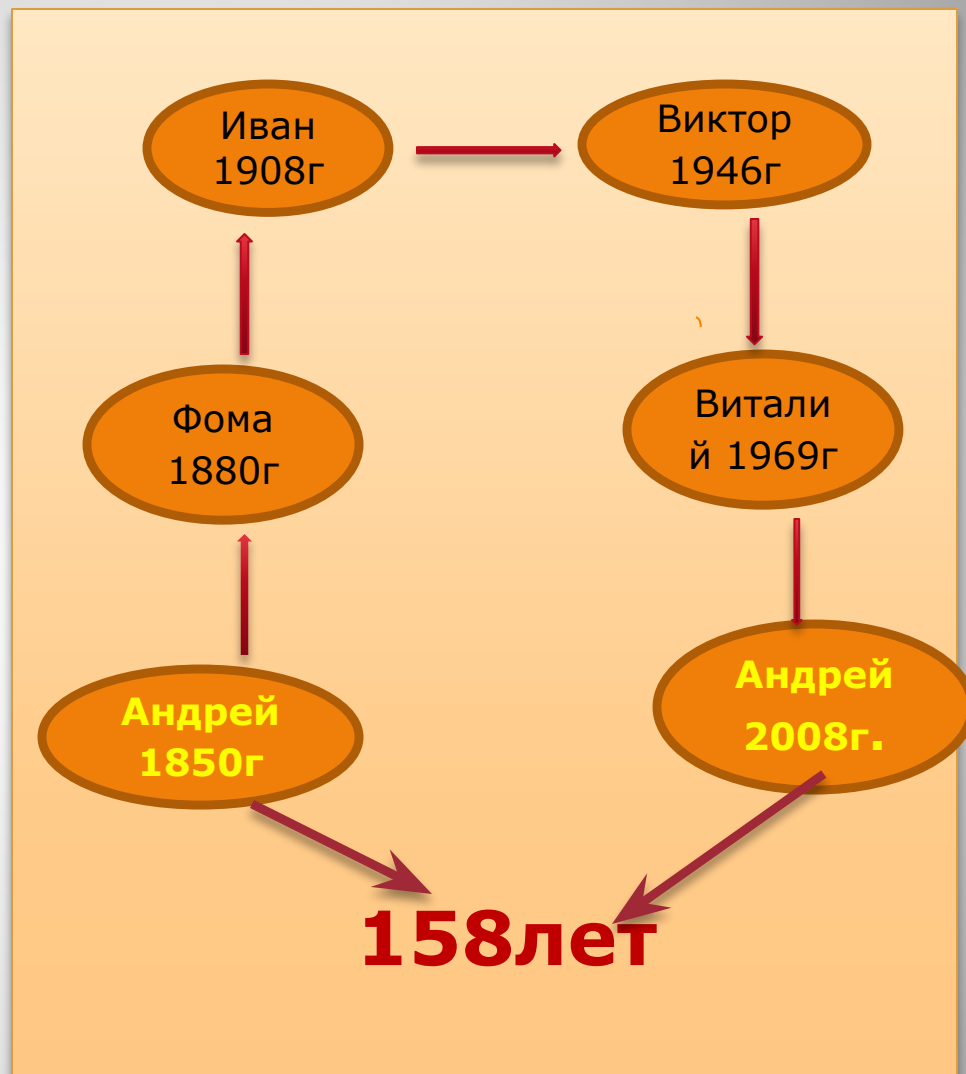 Иван
1908г
Виктор
1946г
Фома
1880г
Витали
й 1969г
Андрей
1850г
Андрей
2008г.
158лет